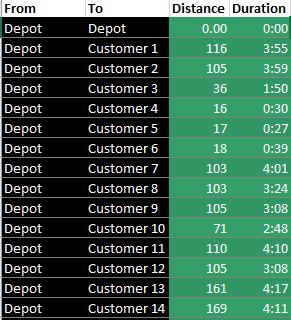 From To Distance Duration
Depot Depot 0.00 0:00
Depot Customer 1 116 3:55
Depot Customer 2 105 3:59
Depot Customer 3 36 1:50
Depot Customer 4 16 0:30
Depot Customer 5 17 0:27
Depot Customer 6 18 0:39
Depot Customer 7 103 4:01
Depot Customer 8 103 3:24
Depot Customer 9 105 3:08
Depot Customer 10 71 2:48
Depot Customer 11 110 4:10
Depot Customer 12 105 3:08
Depot Customer 13 161 4:17
Depot Customer 14 169 4:11